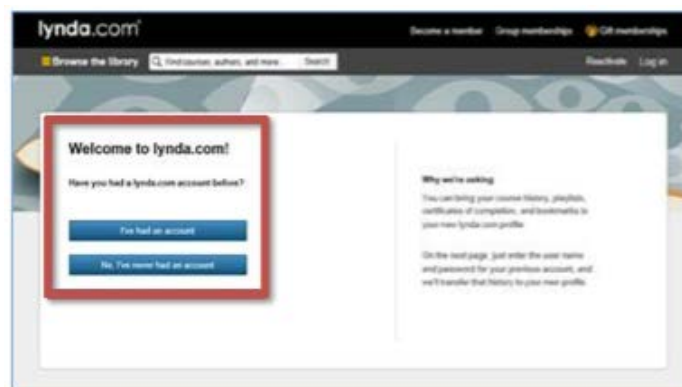 lynda.com
Become a member Group memberships Gift memberships
Browse the library Find courses, authors, and more... Search Reactivate Log in
Welcome to lynda.com!
Have you had a lynda.com account before?
I've had an account
No, I've never had an account
Why we're asking
You can bring your course history, playlists,
certificates of completion, and bookmarks to
your new lynda.com profile.
On the next page, just enter the user name
and password for your previous account, and
we'll transfer that history to your new profile.